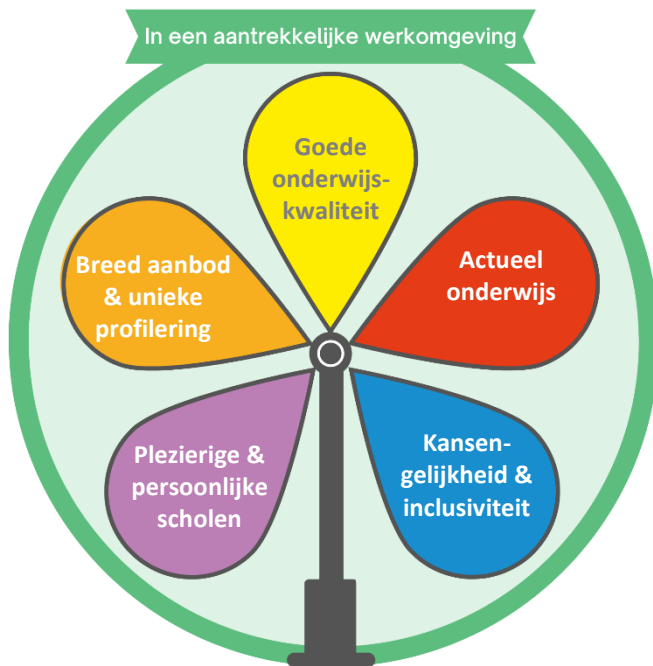 In een aantrekkelijke werkomgeving
Goede
onderwijs-
kwaliteit
Breed aanbod
& unieke
profilering
Actueel
onderwijs
Plezierige &
persoonlijke
scholen
Kansen-
gelijkheid &
inclusiviteit